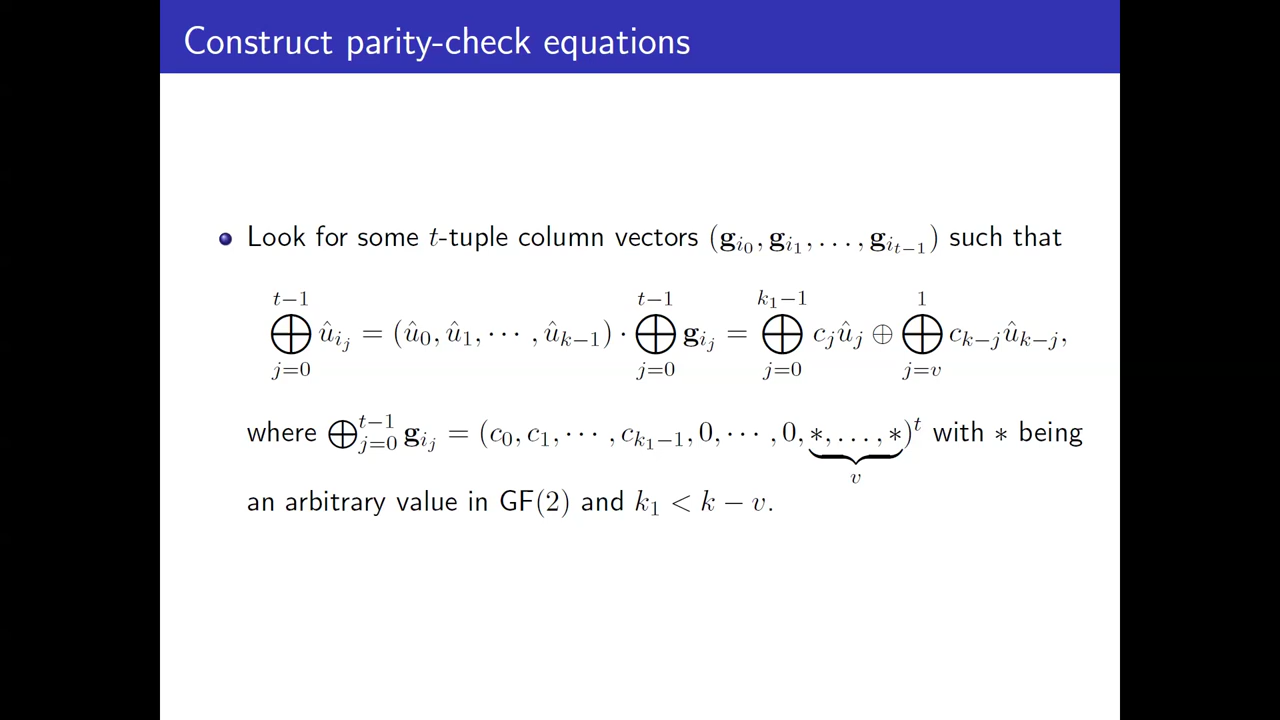 Construct parity-check equations
Look for some t-tuple column vectors (𝐠_{i_0}, 𝐠_{i_1}, . . . , 𝐠_{i_{t−1}}) such that
⨁_{j=0}^{t−1} û_{i_j} = (û_0, û_1, ⋯ , û_{k−1}) · ⨁_{j=0}^{t−1} 𝐠_{i_j} = ⨁_{j=0}^{k_1−1} c_j û_j ⊕ ⨁_{j=v}^{1} c_{k−j} û_{k−j},
where ⨁_{j=0}^{t−1} 𝐠_{i_j} = (c_0, c_1, ⋯ , c_{k_1−1}, 0, ⋯ , 0, ∗, . . . , ∗)^t with ∗ being
v
an arbitrary value in GF(2) and k_1 < k − v.